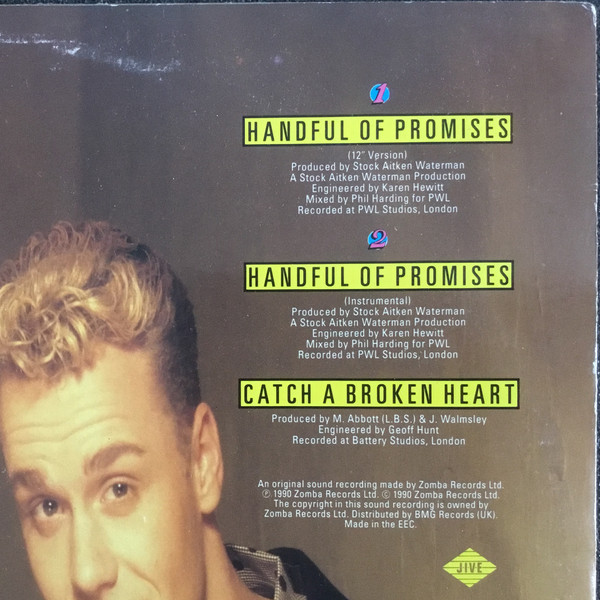 1
HANDFUL OF PROMISES
(12" Version)
Produced by Stock Aitken Waterman
A Stock Aitken Waterman Production
Engineered by Karen Hewitt
Mixed by Phil Harding for PWL
Recorded at PWL Studios, London
2
HANDFUL OF PROMISES
(Instrumental)
Produced by Stock Aitken Waterman
A Stock Aitken Waterman Production
Engineered by Karen Hewitt
Mixed by Phil Harding for PWL
Recorded at PWL Studios, London
CATCH A BROKEN HEART
Produced by M. Abbott (L.B.S.) & J. Walmsley
Engineered by Geoff Hunt
Recorded at Battery Studios, London
An original sound recording made by Zomba Records Ltd.
℗ 1990 Zomba Records Ltd. © 1990 Zomba Records Ltd.
The copyright in this sound recording is owned by
Zomba Records Ltd. Distributed by BMG Records (UK).
Made in the EEC.
JIVE